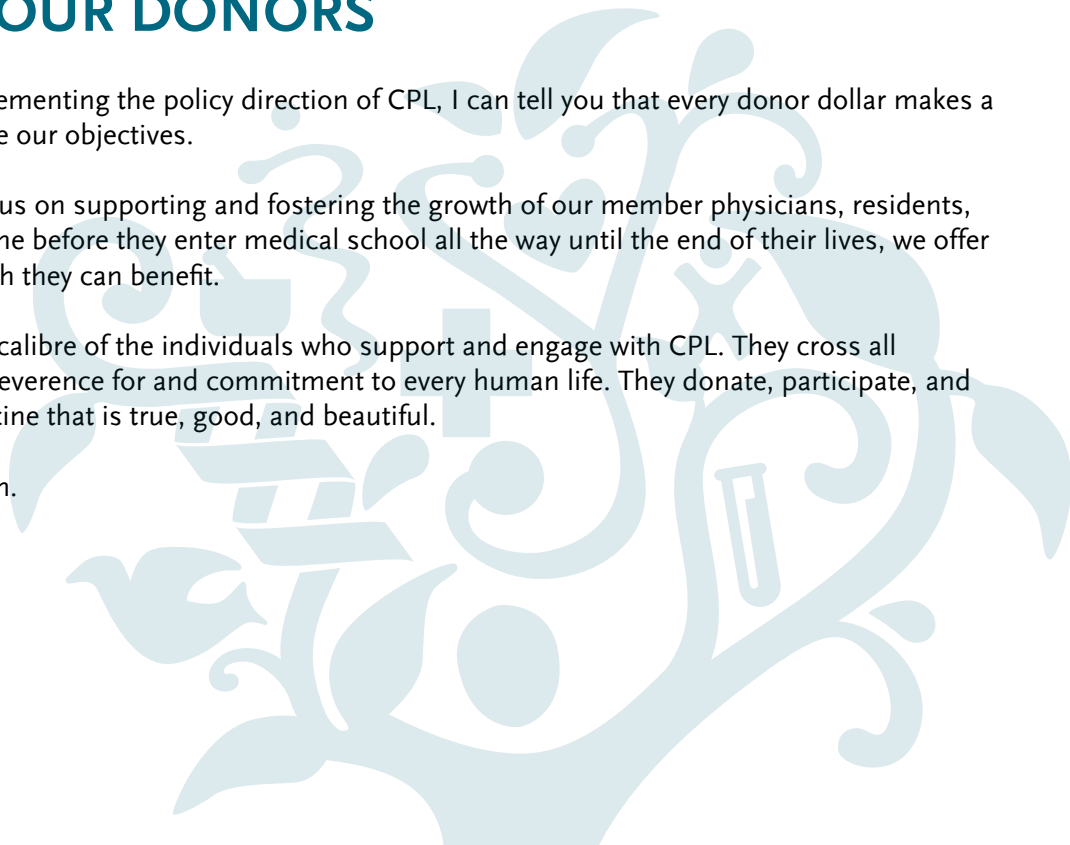 OUR DONORS
ementing the policy direction of CPL, I can tell you that every donor dollar makes a
e our objectives.
us on supporting and fostering the growth of our member physicians, residents,
ne before they enter medical school all the way until the end of their lives, we offer
h they can benefit.
calibre of the individuals who support and engage with CPL. They cross all
everence for and commitment to every human life. They donate, participate, and
cine that is true, good, and beautiful.
n.